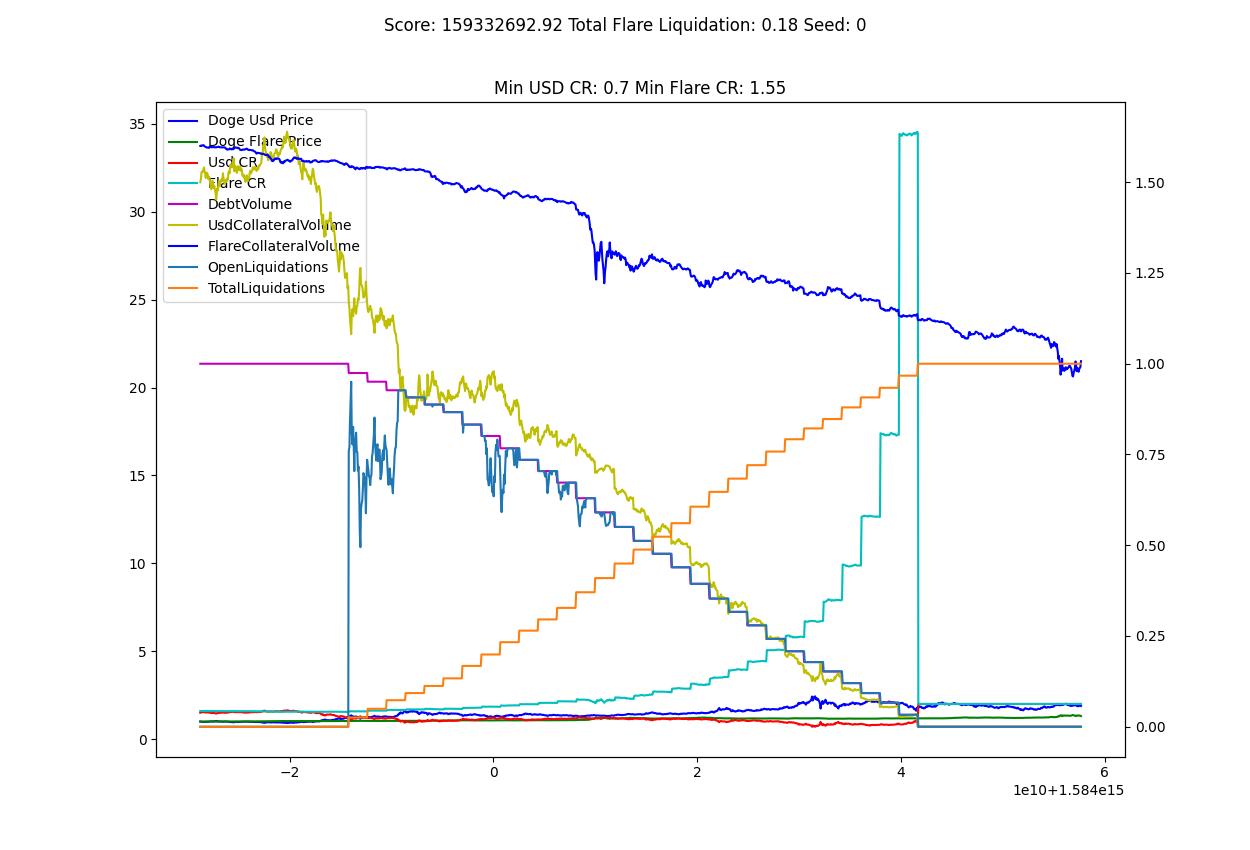 Score: 159332692.92 Total Flare Liquidation: 0.18 Seed: 0
Min USD CR: 0.7 Min Flare CR: 1.55
Doge Usd Price
Doge Flare Price
Usd CR
Flare CR
DebtVolume
UsdCollateralVolume
FlareCollateralVolume
OpenLiquidations
TotalLiquidations
35
30
25
20
15
10
5
0
1.50
1.25
1.00
0.75
0.50
0.25
0.00
−2
0
2
4
6
1e10+1.584e15